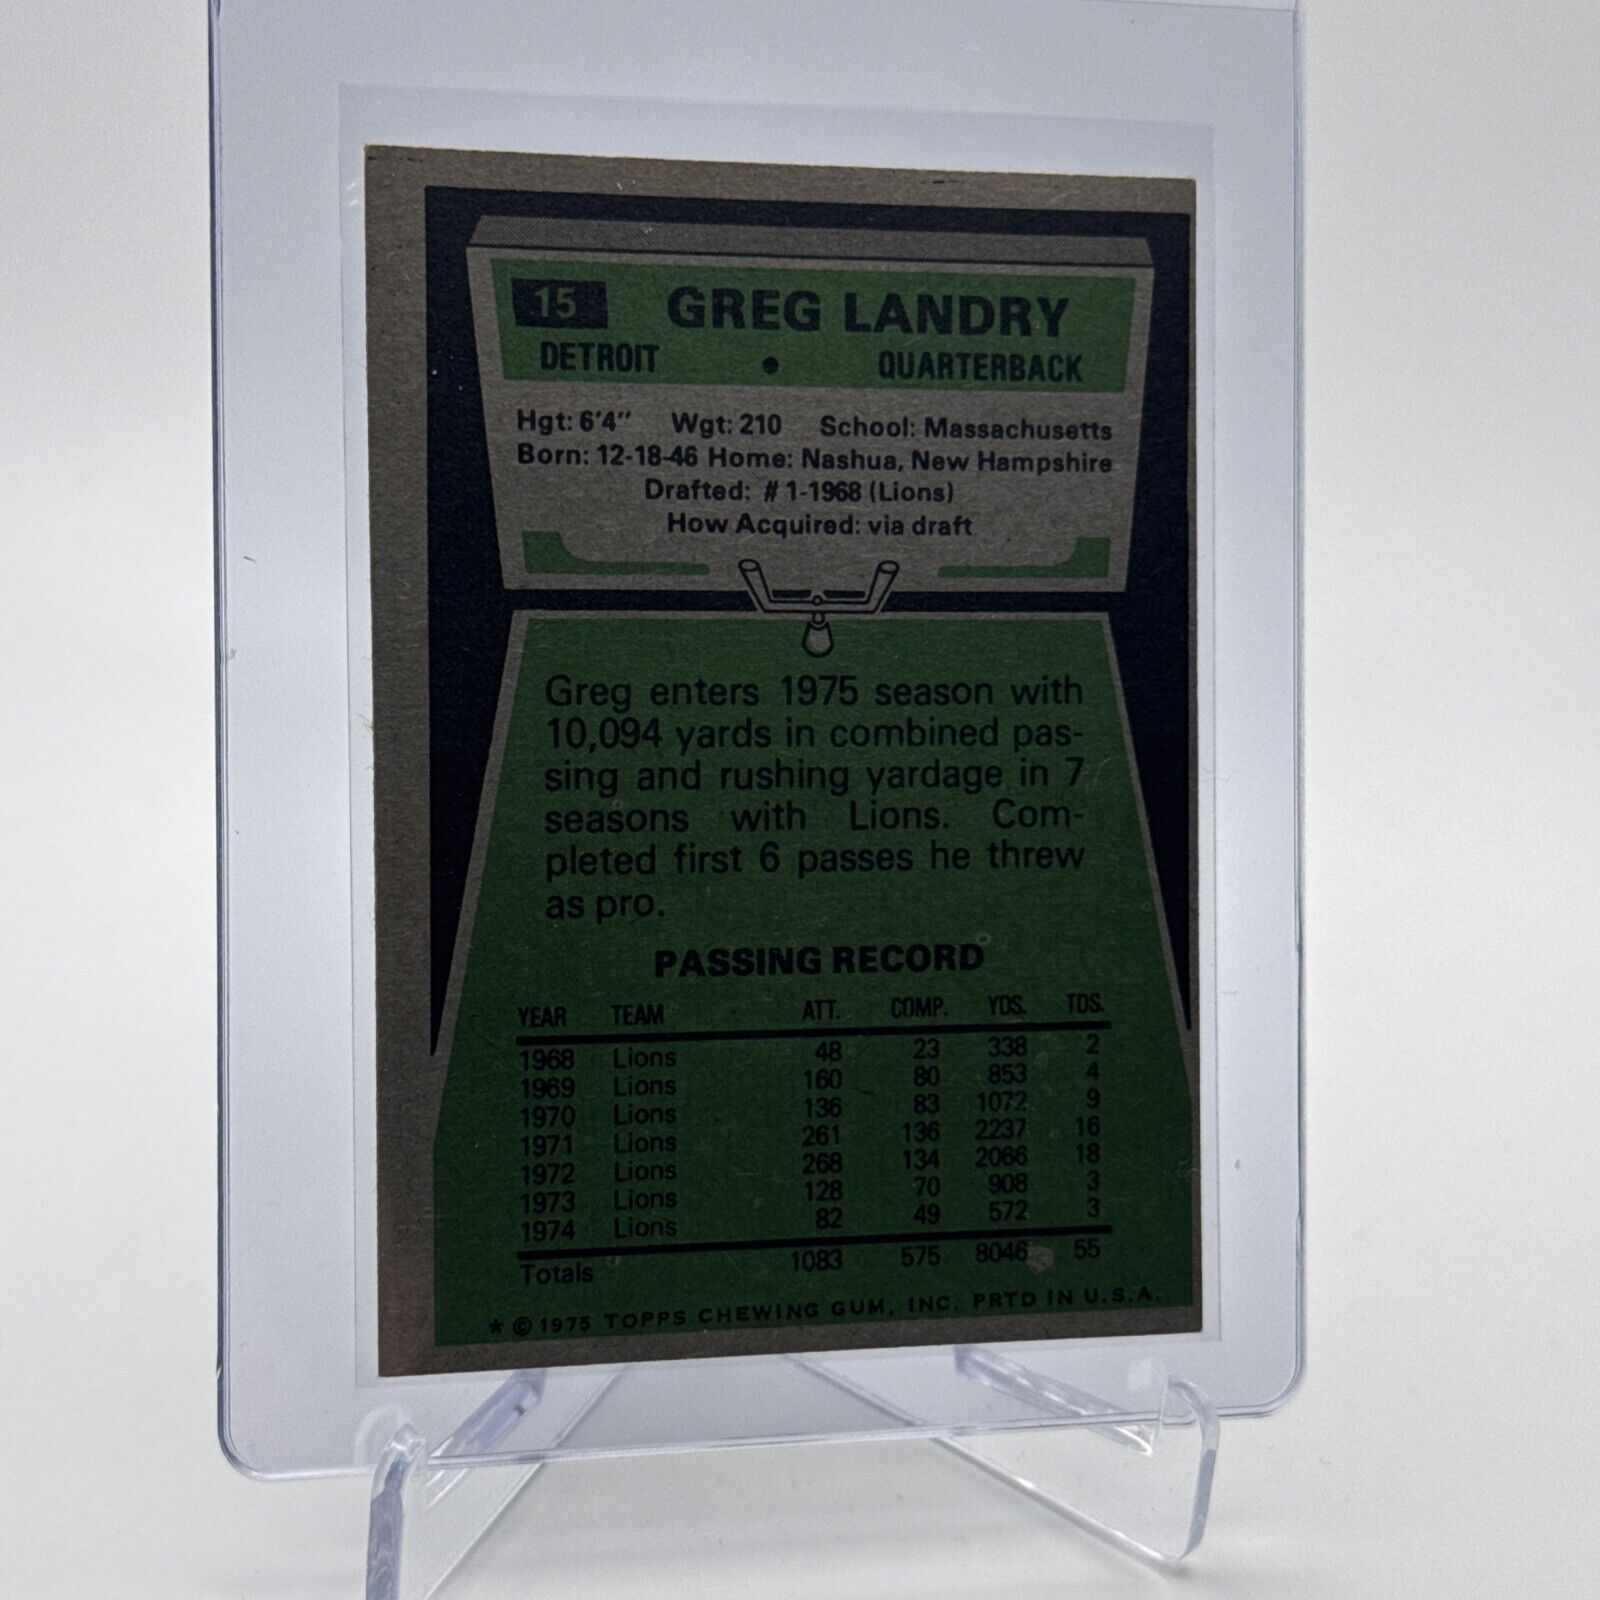 15 GREG LANDRY
DETROIT • QUARTERBACK
Hgt: 6'4" Wgt: 210 School: Massachusetts
Born: 12-18-46 Home: Nashua, New Hampshire
Drafted: #1-1968 (Lions)
How Acquired: via draft
Greg enters 1975 season with
10,094 yards in combined pas-
sing and rushing yardage in 7
seasons with Lions. Com-
pleted first 6 passes he threw
as pro.
PASSING RECORD
YEAR TEAM ATT. COMP. YDS. TDS.
1968 Lions 48 23 338 2
1969 Lions 160 80 853 4
1970 Lions 136 83 1072 9
1971 Lions 261 136 2237 16
1972 Lions 268 134 2066 18
1973 Lions 128 70 908 3
1974 Lions 82 49 572 3
Totals 1083 575 8046 55
★ © 1975 TOPPS CHEWING GUM, INC. PRTD IN U.S.A.